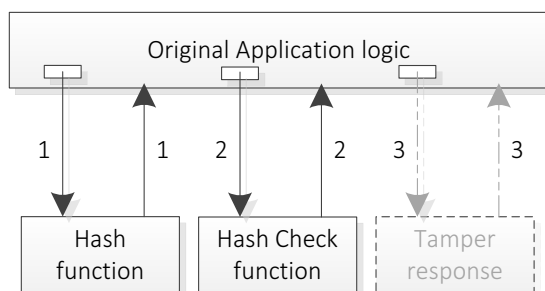 Original Application logic
1 1 2 2 3 3
Hash function
Hash Check function
Tamper response